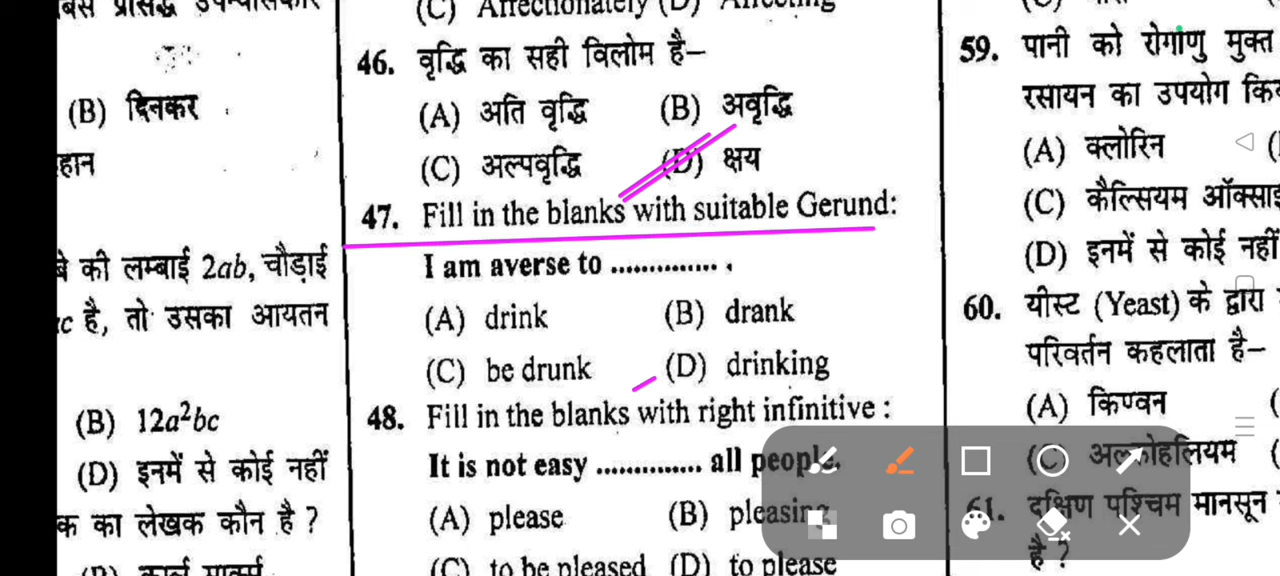 (B) दिनकर
हान
की लम्बाई 2ab, चौड़ाई
है, तो उसका आयतन
(B) 12a²bc
(D) इनमें से कोई नहीं
क का लेखक कौन है ?
(C) Affectionately (D) Affecting
46. वृद्धि का सही विलोम है–
(A) अति वृद्धि (B) अवृद्धि
(C) अल्पवृद्धि (D) क्षय
47. Fill in the blanks with suitable Gerund:
I am averse to .............. .
(A) drink (B) drank
(C) be drunk (D) drinking
48. Fill in the blanks with right infinitive :
It is not easy .............. all people.
(A) please (B) pleasing
(C) to be pleased (D) to please
59. पानी को रोगाणु मुक्त
रसायन का उपयोग
(A) क्लोरिन (
(C) कैल्सियम
(D) इनमें से कोई नहीं
60. यीस्ट (Yeast) के द्वारा
परिवर्तन कहलाता है–
(A) किण्वन (
(C) अल्कोहलियम (
61. दक्षिण पश्चिम मानसून
है ?